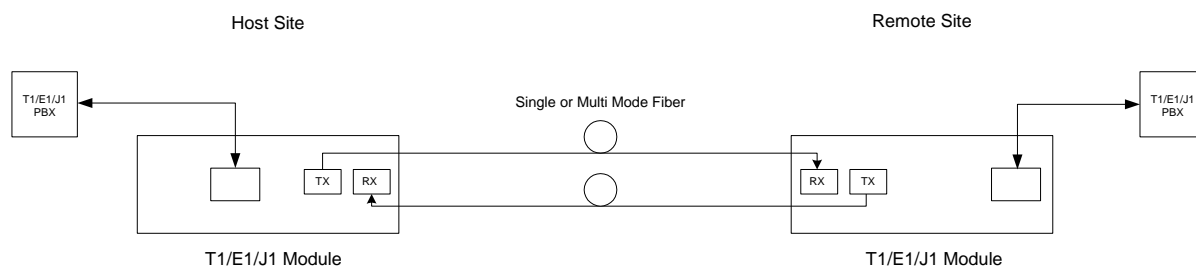 Host Site
Remote Site
T1/E1/J1
PBX
Single or Multi Mode Fiber
T1/E1/J1
PBX
TX
RX
RX
TX
T1/E1/J1 Module
T1/E1/J1 Module